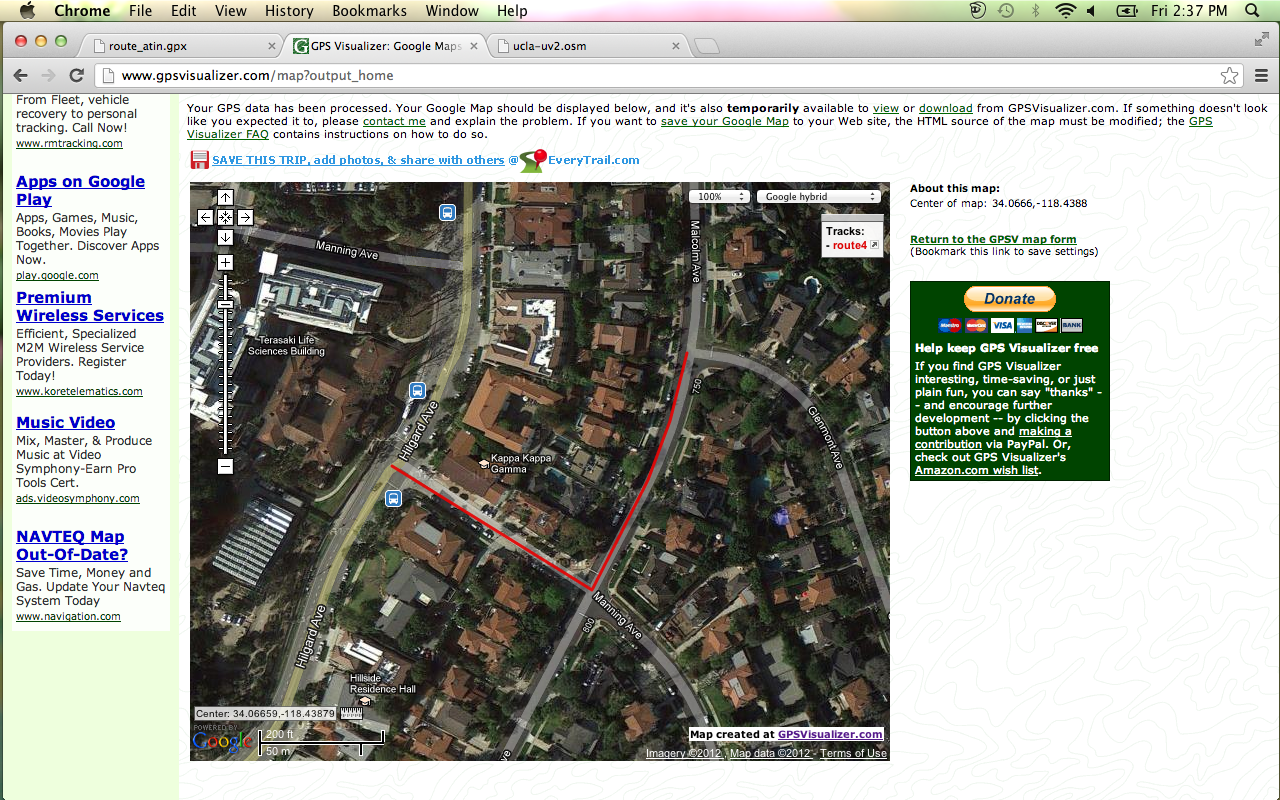 Chrome File Edit View History Bookmarks Window Help Fri 2:37 PM
route_atin.gpx GPS Visualizer: Google Maps ucla-uv2.osm
www.gpsvisualizer.com/map?output_home
From Fleet, vehicle
recovery to personal
tracking. Call Now!
www.rmtracking.com
Apps on Google
Play
Apps, Games, Music,
Books, Movies Play
Together. Discover Apps
Now.
play.google.com
Premium
Wireless Services
Efficient, Specialized
M2M Wireless Service
Providers. Register
Today!
www.koretelematics.com
Music Video
Mix, Master, & Produce
Music at Video
Symphony-Earn Pro
Tools Cert.
ads.videosymphony.com
NAVTEQ Map
Out-Of-Date?
Save Time, Money and
Gas. Update Your Navteq
System Today
www.navigation.com
Your GPS data has been processed. Your Google Map should be displayed below, and it's also temporarily available to view or download from GPSVisualizer.com. If something doesn't look
like you expected it to, please contact me and explain the problem. If you want to save your Google Map to your Web site, the HTML source of the map must be modified; the GPS
Visualizer FAQ contains instructions on how to do so.
SAVE THIS TRIP, add photos, & share with others @ EveryTrail.com
100% Google hybrid
Tracks:
- route4
Manning Ave
Malcolm Ave
Terasaki Life
Sciences Building
750
Hilgard Ave
Glenmont Ave
Kappa Kappa
Gamma
Manning Ave
800
Hilgard Ave
Hillside
Residence Hall
Center: 34.06659,-118.43879
POWERED BY
Google
200 ft
50 m
Map created at GPSVisualizer.com
Imagery ©2012 , Map data ©2012 - Terms of Use
About this map:
Center of map: 34.0666,-118.4388
Return to the GPSV map form
(Bookmark this link to save settings)
Donate
Maestro MasterCard VISA DISCOVER BANK
Help keep GPS Visualizer free
If you find GPS Visualizer
interesting, time-saving, or just
plain fun, you can say "thanks" -
- and encourage further
development -- by clicking the
button above and making a
contribution via PayPal. Or,
check out GPS Visualizer's
Amazon.com wish list.